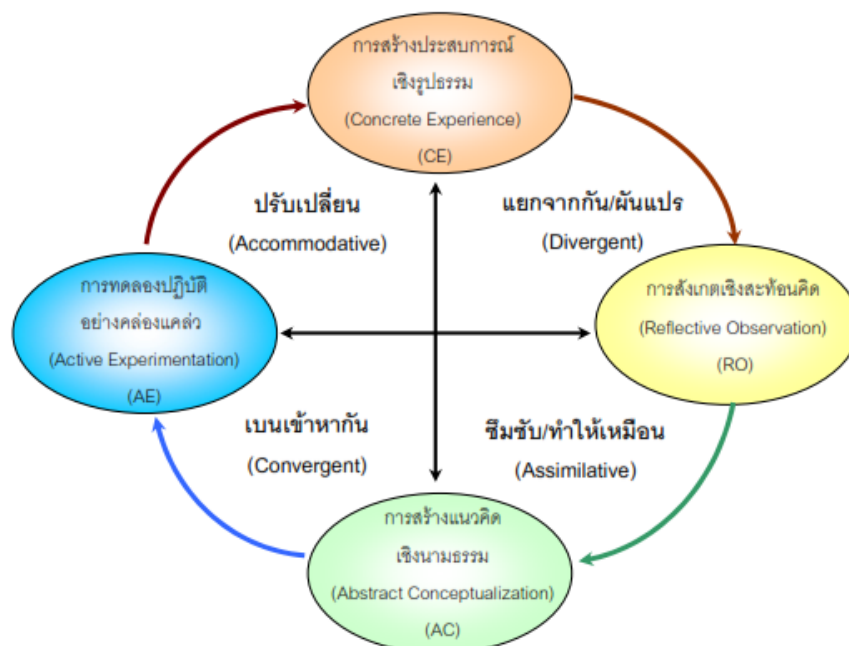 การสร้างประสบการณ์
เชิงรูปธรรม
(Concrete Experience)
(CE)
ปรับเปลี่ยน
(Accommodative)
แยกจากกัน/ผันแปร
(Divergent)
การทดลองปฏิบัติ
อย่างคล่องแคล่ว
(Active Experimentation)
(AE)
การสังเกตเชิงสะท้อนคิด
(Reflective Observation)
(RO)
เบนเข้าหากัน
(Convergent)
ซึมซับ/ทำให้เหมือน
(Assimilative)
การสร้างแนวคิด
เชิงนามธรรม
(Abstract Conceptualization)
(AC)